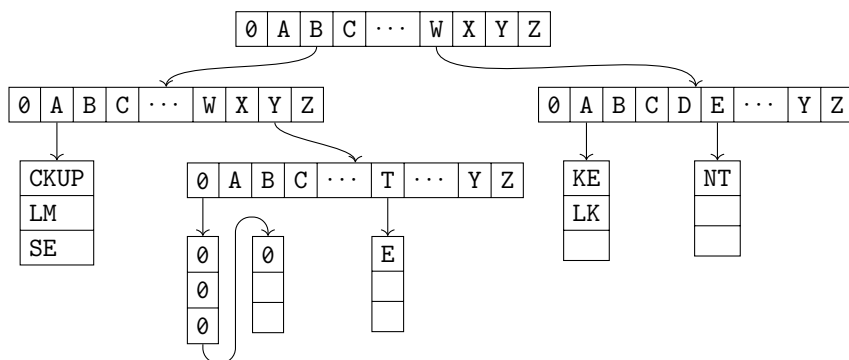 0 A B C ··· W X Y Z
0 A B C ··· W X Y Z
0 A B C D E ··· Y Z
CKUP
LM
SE
0 A B C ··· T ··· Y Z
KE
LK
NT
0
0
0
0
E